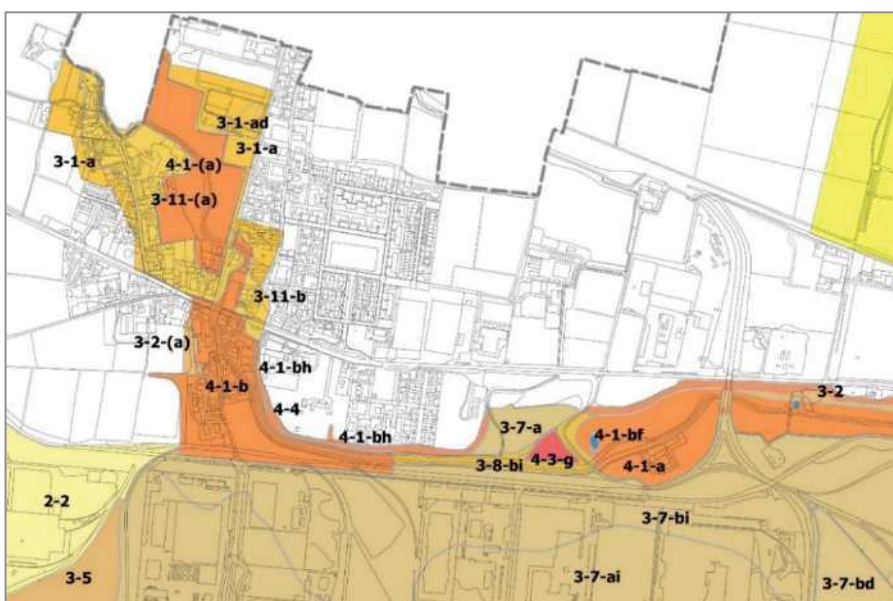 3-1-ad
3-1-a
3-1-a
4-1-(a)
3-11-(a)
3-11-b
3-2-(a)
4-1-bh
4-1-b
3-2
4-4
3-7-a
4-1-bh
4-1-bf
4-3-g
3-8-bi
4-1-a
2-2
3-7-bi
3-5
3-7-ai
3-7-bd